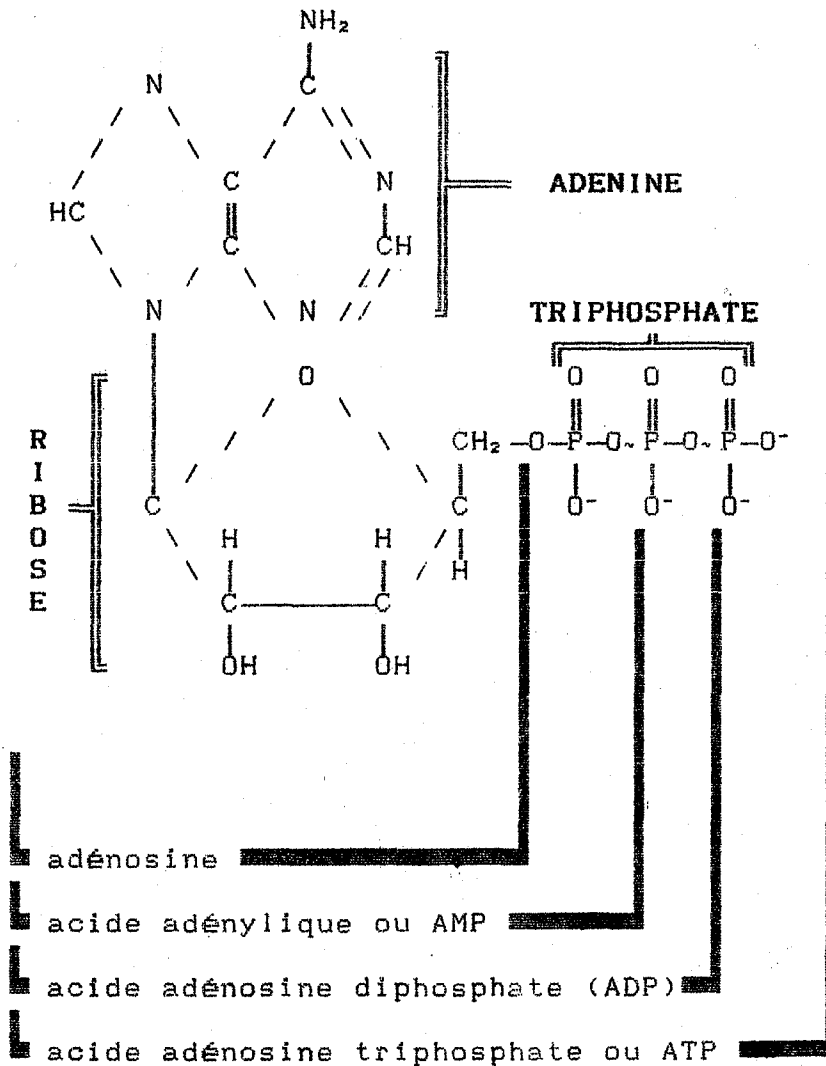 NH₂
N C
C N ADENINE
HC
C CH
N N
TRIPHOSPHATE
O O O O
CH₂ —O—P—O~P—O~P—O⁻
C C O⁻ O⁻ O⁻
H H H
C C
OH OH
RIBOSE
adénosine
acide adénylique ou AMP
acide adénosine diphosphate (ADP)
acide adénosine triphosphate ou ATP